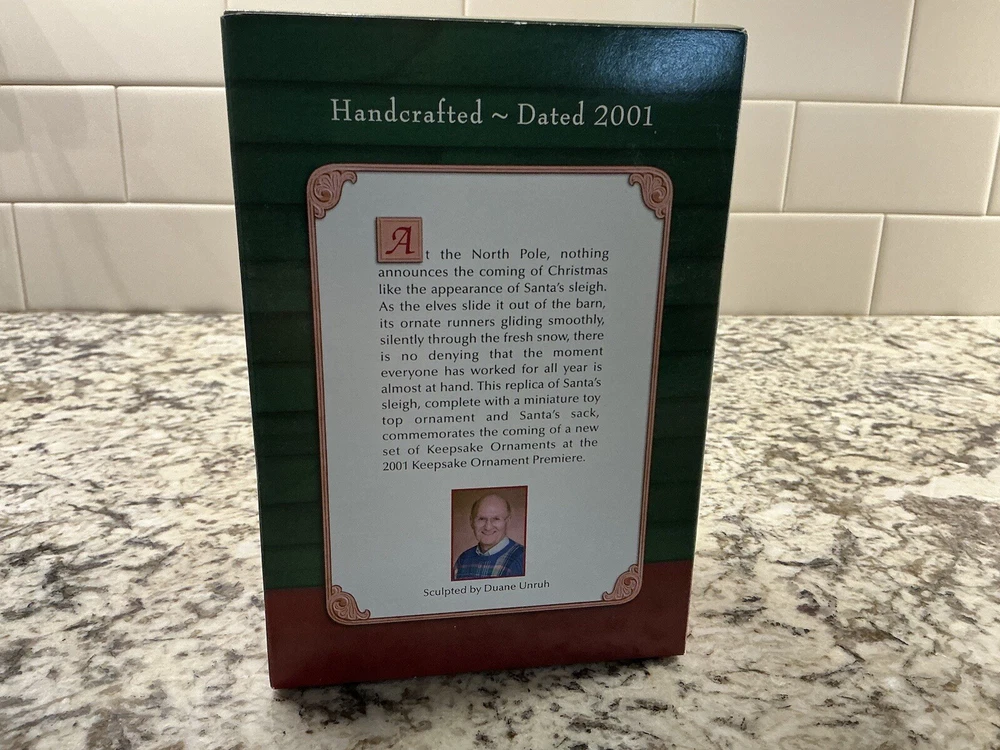 Handcrafted ~ Dated 2001
At the North Pole, nothing
announces the coming of Christmas
like the appearance of Santa's sleigh.
As the elves slide it out of the barn,
its ornate runners gliding smoothly,
silently through the fresh snow, there
is no denying that the moment
everyone has worked for all year is
almost at hand. This replica of Santa's
sleigh, complete with a miniature toy
top ornament and Santa's sack,
commemorates the coming of a new
set of Keepsake Ornaments at the
2001 Keepsake Ornament Premiere.
Sculpted by Duane Unruh